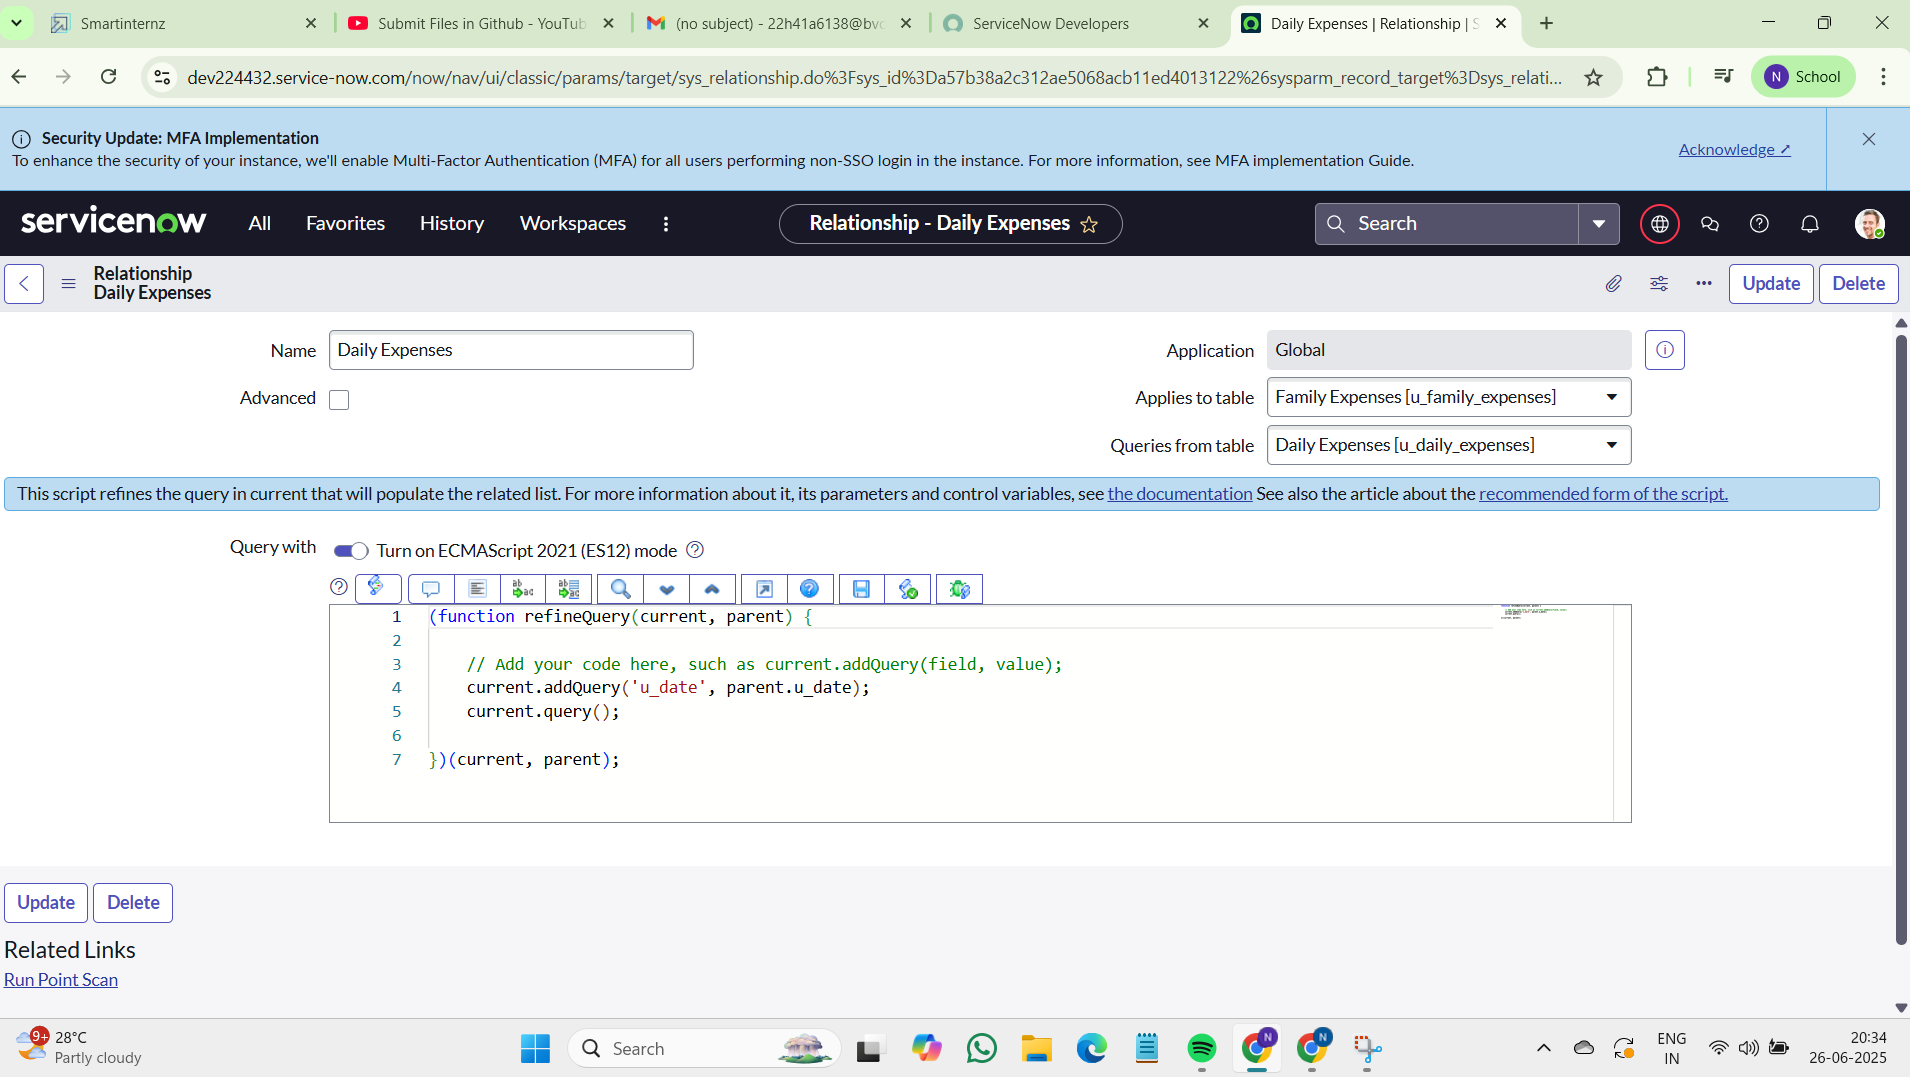 Smartinternz
Submit Files in Github - YouTub
(no subject) - 22h41a6138@bvc
ServiceNow Developers
Daily Expenses | Relationship | S
dev224432.service-now.com/now/nav/ui/classic/params/target/sys_relationship.do%3Fsys_id%3Da57b38a2c312ae5068acb11ed4013122%26sysparm_record_target%3Dsys_relati...
N School
Security Update: MFA Implementation
To enhance the security of your instance, we'll enable Multi-Factor Authentication (MFA) for all users performing non-SSO login in the instance. For more information, see MFA implementation Guide.
Acknowledge ↗
servicenow
All Favorites History Workspaces
Relationship - Daily Expenses
Search
Relationship
Daily Expenses
Update Delete
Name Daily Expenses
Application Global
Advanced
Applies to table Family Expenses [u_family_expenses]
Queries from table Daily Expenses [u_daily_expenses]
This script refines the query in current that will populate the related list. For more information about it, its parameters and control variables, see the documentation See also the article about the recommended form of the script.
Query with Turn on ECMAScript 2021 (ES12) mode
1 (function refineQuery(current, parent) {
2
3 // Add your code here, such as current.addQuery(field, value);
4 current.addQuery('u_date', parent.u_date);
5 current.query();
6
7 })(current, parent);
Update Delete
Related Links
Run Point Scan
9+
28°C
Partly cloudy
Search
N
N
ENG
IN
20:34
26-06-2025